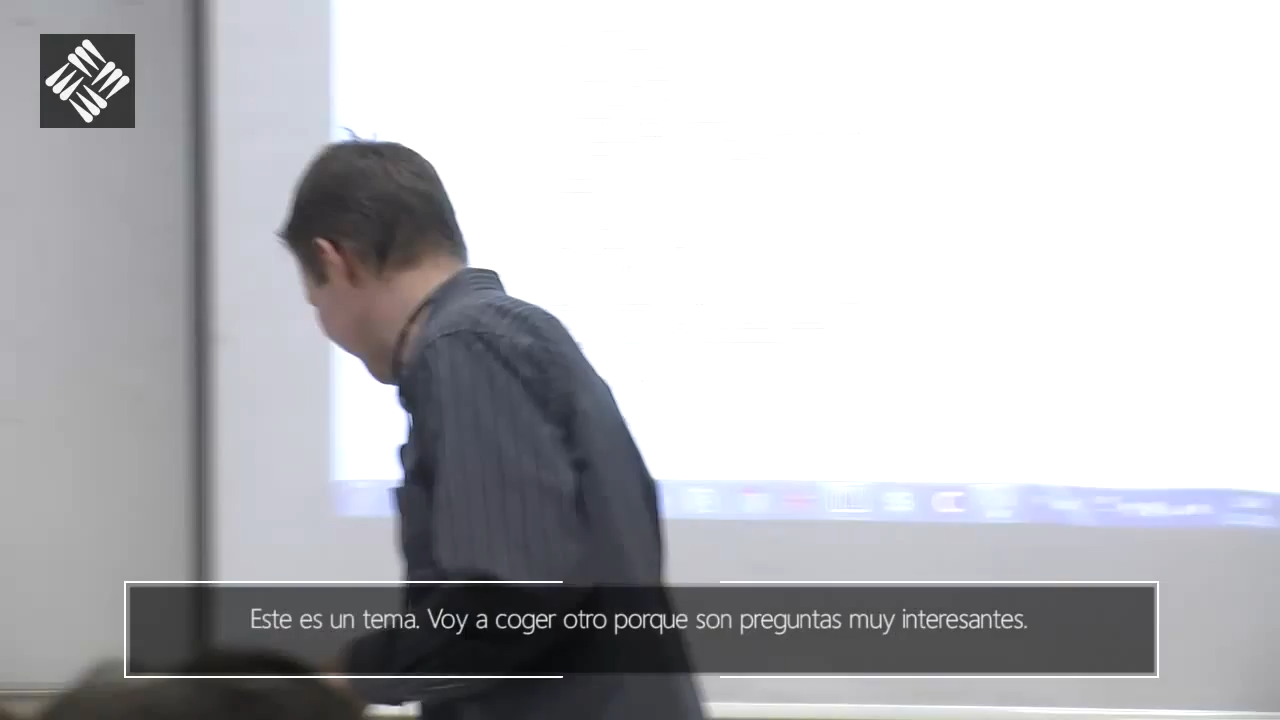 Este es un tema. Voy a coger otro porque son preguntas muy interesantes.